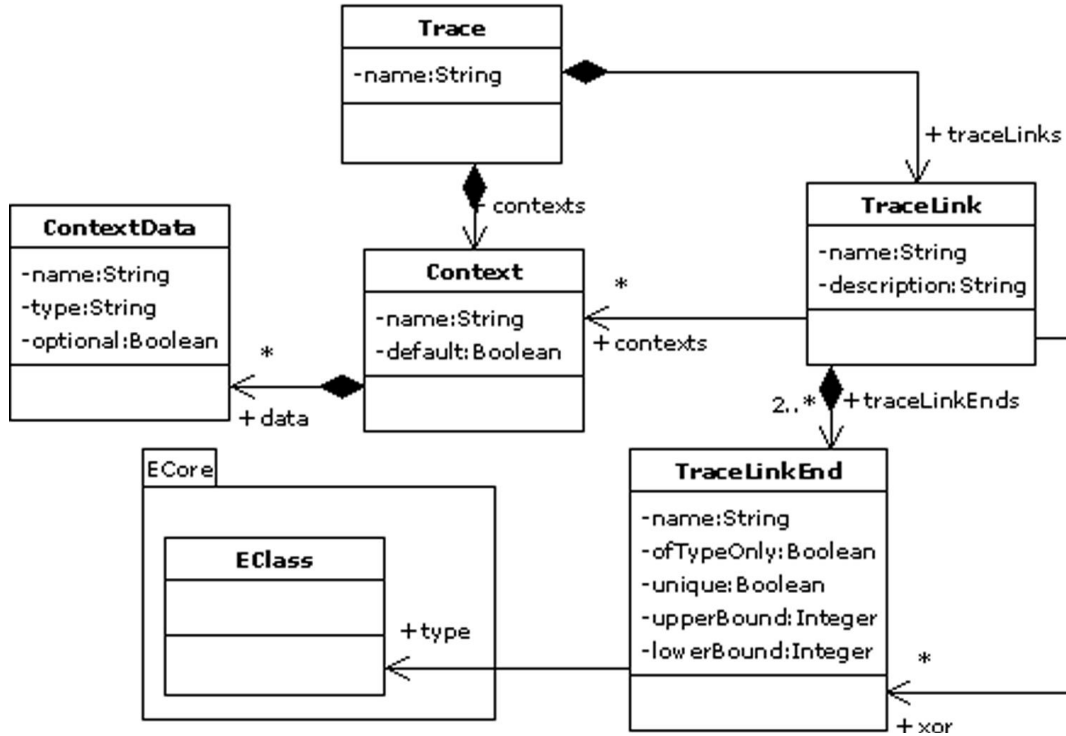 Trace
-name:String
+ traceLinks
+ contexts
TraceLink
-name:String
-description:String
ContextData
-name:String
-type:String
-optional:Boolean
Context
-name:String
-default:Boolean
*
+ contexts
*
+ data
2..*
+traceLinkEnds
ECore
EClass
+type
TraceLinkEnd
-name:String
-ofTypeOnly:Boolean
-unique:Boolean
-upperBound:Integer
-lowerBound:Integer
*
+ xor